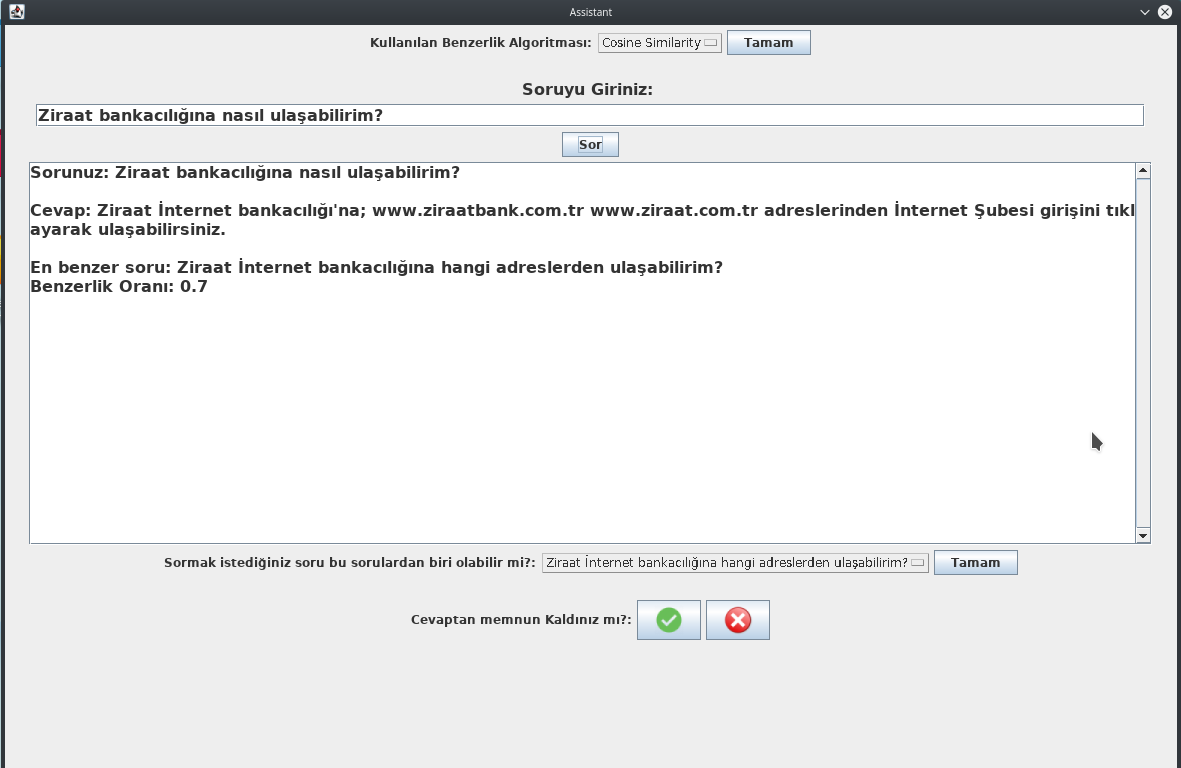 Assistant
Kullanılan Benzerlik Algoritması: Cosine Similarity Tamam
Soruyu Giriniz:
Ziraat bankacılığına nasıl ulaşabilirim?
Sor
Sorunuz: Ziraat bankacılığına nasıl ulaşabilirim?
Cevap: Ziraat İnternet bankacılığı'na; www.ziraatbank.com.tr www.ziraat.com.tr adreslerinden İnternet Şubesi girişini tıkl
ayarak ulaşabilirsiniz.
En benzer soru: Ziraat İnternet bankacılığına hangi adreslerden ulaşabilirim?
Benzerlik Oranı: 0.7
Sormak istediğiniz soru bu sorulardan biri olabilir mi?: Ziraat İnternet bankacılığına hangi adreslerden ulaşabilirim? Tamam
Cevaptan memnun Kaldınız mı?: